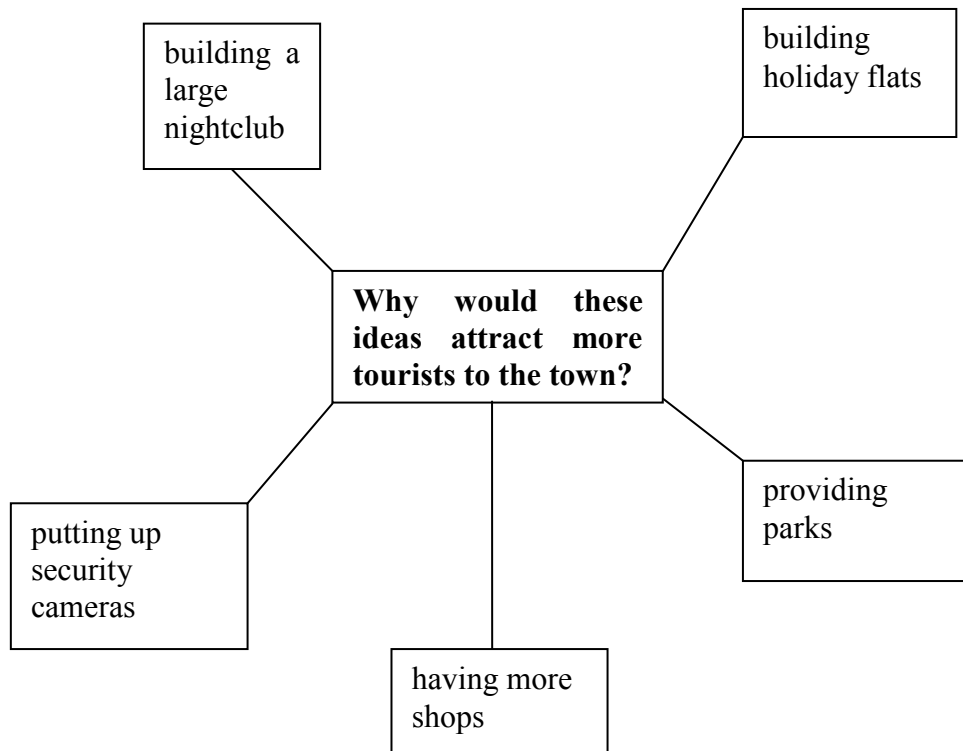 building a
large
nightclub
building
holiday flats
Why would these
ideas attract more
tourists to the town?
putting up
security
cameras
providing
parks
having more
shops